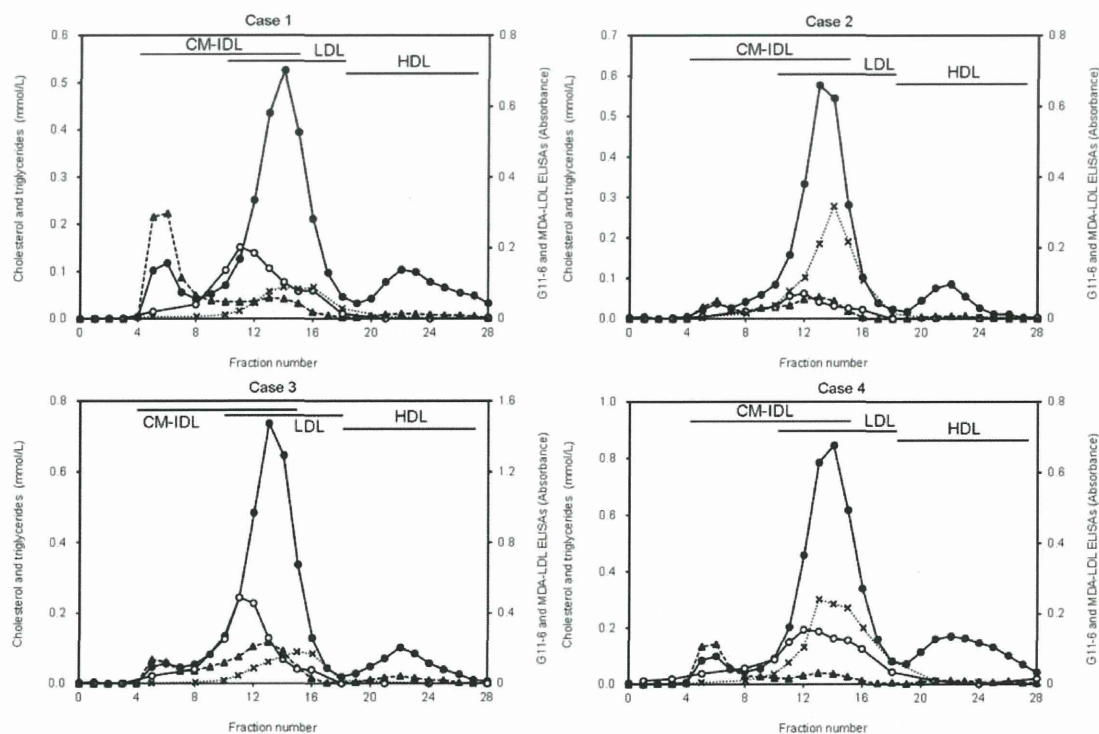 Case 1
CM-IDL
LDL
HDL
Cholesterol and triglycerides (mmol/L)
0.6
0.5
0.4
0.3
0.2
0.1
0.0
G11-6 and MDA-LDL ELISAs (Absorbance)
0.8
0.6
0.4
0.2
0
0 4 8 12 16 20 24 28
Fraction number
Case 2
CM-IDL
LDL
HDL
Cholesterol and triglycerides (mmol/L)
0.7
0.6
0.5
0.4
0.3
0.2
0.1
0.0
G11-6 and MDA-LDL ELISAs (Absorbance)
0.8
0.6
0.4
0.2
0
0 4 8 12 16 20 24 28
Fraction number
Case 3
CM-IDL
LDL
HDL
Cholesterol and triglycerides (mmol/L)
0.8
0.6
0.4
0.2
0.0
G11-6 and MDA-LDL ELISAs (Absorbance)
1.6
1.2
0.8
0.4
0
0 4 8 12 16 20 24 28
Fraction number
Case 4
CM-IDL
LDL
HDL
Cholesterol and triglycerides (mmol/L)
1.0
0.8
0.6
0.4
0.2
0.0
G11-6 and MDA-LDL ELISAs (Absorbance)
0.8
0.6
0.4
0.2
0
0 4 8 12 16 20 24 28
Fraction number